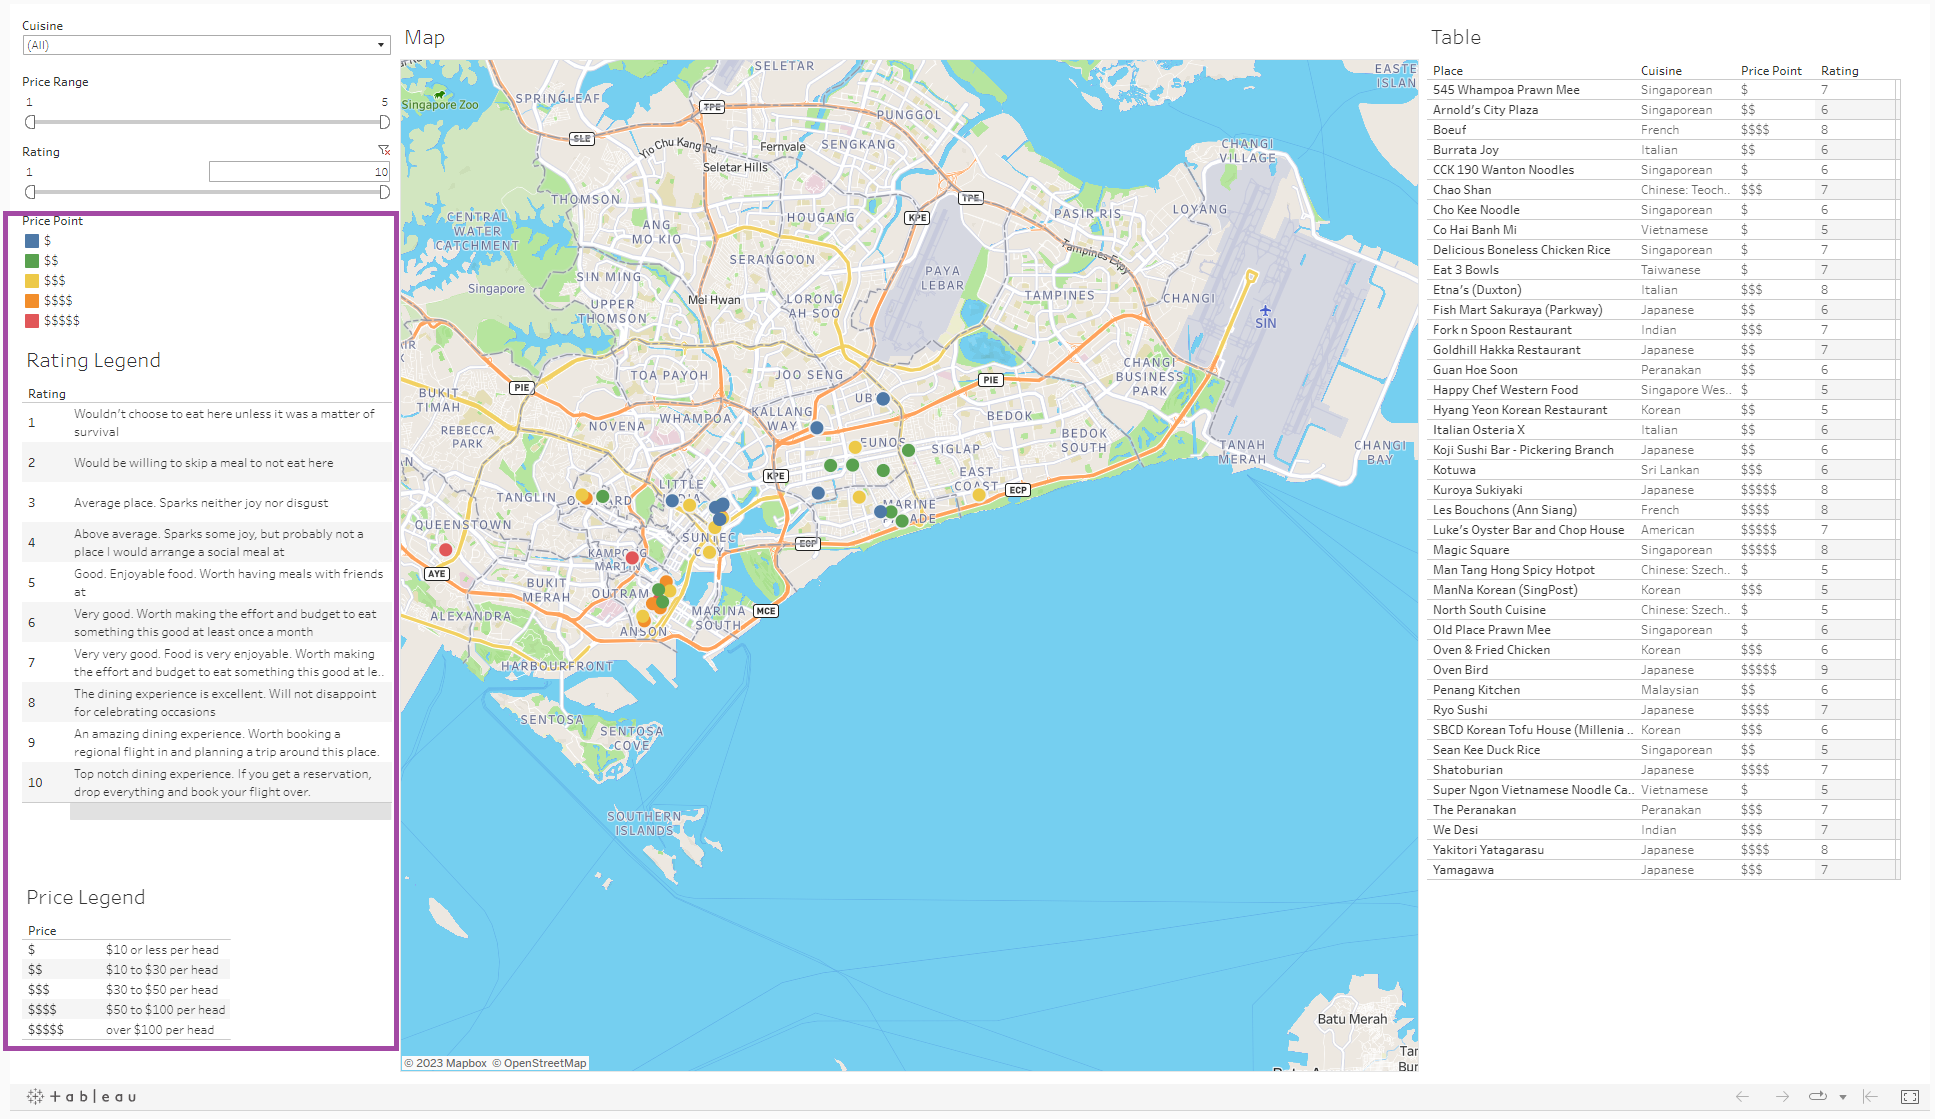 Cuisine
(All)
Price Range
1 5
Rating
1 10
Price Point
$
$$
$$$
$$$$
$$$$$
Rating Legend
Rating
1 Wouldn't choose to eat here unless it was a matter of
survival
2 Would be willing to skip a meal to not eat here
3 Average place. Sparks neither joy nor disgust
4 Above average. Sparks some joy, but probably not a
place I would arrange a social meal at
5 Good. Enjoyable food. Worth having meals with friends
at
6 Very good. Worth making the effort and budget to eat
something this good at least once a month
7 Very very good. Food is very enjoyable. Worth making
the effort and budget to eat something this good at le..
8 The dining experience is excellent. Will not disappoint
for celebrating occasions
9 An amazing dining experience. Worth booking a
regional flight in and planning a trip around this place.
10 Top notch dining experience. If you get a reservation,
drop everything and book your flight over.
Price Legend
Price
$ $10 or less per head
$$ $10 to $30 per head
$$$ $30 to $50 per head
$$$$ $50 to $100 per head
$$$$$ over $100 per head
Map
SELETAR
Singapore Zoo
SPRINGLEAF
TPE
PUNGGOL
SLE
Yio Chu Kang Rd
Fernvale
SENGKANG
Seletar Hills
CHANGI
VILLAGE
THOMSON
TPE
KPE
HOUGANG
PASIR RIS
LOYANG
CENTRAL
WATER
CATCHMENT
ANG
MO KIO
Tampines Expy
SERANGOON
SIN MING
PAYA
LEBAR
Singapore
UPPER
THOMSON
Mei Hwan
LORONG
AH SOO
TAMPINES
CHANGI
SIN
TOA PAYOH
JOO SENG
PIE
PIE
CHANGI
BUSINESS
PARK
BUKIT
TIMAH
WHAMPOA
KALLANG
WAY
UB
BEDOK
NOVENA
REBECCA
PARK
EUNOS
SIGLAP
BEDOK
SOUTH
TANAH
MERAH
CHANGI
BAY
KPE
LITTLE
EAST
COAST
ECP
TANGLIN
MARINE
QUEENSTOWN
SUNTEC
ECP
KAMPONG
MARTIN
AYE
BUKIT
MERAH
OUTRAM
MARINA
SOUTH
MCE
ALEXANDRA
ANSON
HARBOURFRONT
SENTOSA
SENTOSA
COVE
SOUTHERN
ISLANDS
Batu Merah
© 2023 Mapbox © OpenStreetMap
Table
Place Cuisine Price Point Rating
545 Whampoa Prawn Mee Singaporean $ 7
Arnold's City Plaza Singaporean $$ 6
Boeuf French $$$$ 8
Burrata Joy Italian $$ 6
CCK 190 Wanton Noodles Singaporean $ 6
Chao Shan Chinese: Teoch.. $$$ 7
Cho Kee Noodle Singaporean $ 6
Co Hai Banh Mi Vietnamese $ 5
Delicious Boneless Chicken Rice Singaporean $ 7
Eat 3 Bowls Taiwanese $ 7
Etna's (Duxton) Italian $$$ 8
Fish Mart Sakuraya (Parkway) Japanese $$ 6
Fork n Spoon Restaurant Indian $$$ 7
Goldhill Hakka Restaurant Japanese $$ 7
Guan Hoe Soon Peranakan $$ 6
Happy Chef Western Food Singapore Wes.. $ 5
Hyang Yeon Korean Restaurant Korean $$ 5
Italian Osteria X Italian $$ 6
Koji Sushi Bar - Pickering Branch Japanese $$ 6
Kotuwa Sri Lankan $$$ 6
Kuroya Sukiyaki Japanese $$$$$ 8
Les Bouchons (Ann Siang) French $$$$ 8
Luke's Oyster Bar and Chop House American $$$$$ 7
Magic Square Singaporean $$$$$ 8
Man Tang Hong Spicy Hotpot Chinese: Szech.. $ 5
ManNa Korean (SingPost) Korean $$$ 5
North South Cuisine Chinese: Szech.. $ 5
Old Place Prawn Mee Singaporean $ 6
Oven & Fried Chicken Korean $$$ 6
Oven Bird Japanese $$$$$ 9
Penang Kitchen Malaysian $$ 6
Ryo Sushi Japanese $$$$ 7
SBCD Korean Tofu House (Millenia .. Korean $$$ 6
Sean Kee Duck Rice Singaporean $$ 5
Shatoburian Japanese $$$$ 7
Super Ngon Vietnamese Noodle Ca.. Vietnamese $ 5
The Peranakan Peranakan $$$ 7
We Desi Indian $$$ 7
Yakitori Yatagarasu Japanese $$$$ 8
Yamagawa Japanese $$$ 7
+ a b l e a u